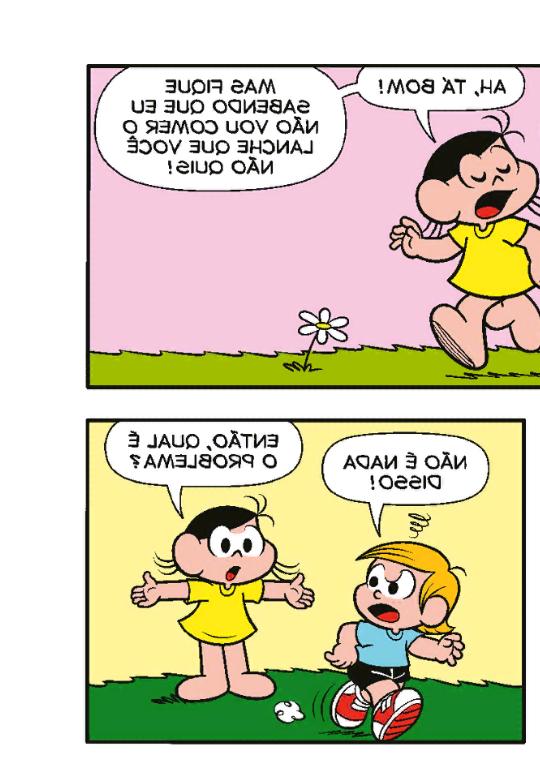 AH, TÁ BOM!
MAS FIQUE
SABENDO QUE EU
NÃO VOU COMER O
LANCHE QUE VOCÊ
NÃO QUIS!
NÃO É NADA
DISSO!
ENTÃO, QUAL É
O PROBLEMA?